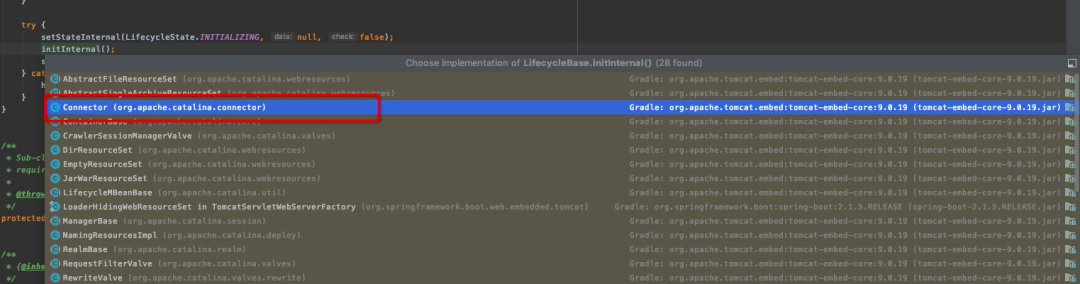 }
try {
setStateInternal(LifecycleState.INITIALIZING, data: null, check: false);
initInternal();
s
} cat
h
}
}
Choose Implementation of LifecycleBase.initInternal() (28 found)
AbstractFileResourceSet (org.apache.catalina.webresources) Gradle: org.apache.tomcat.embed:tomcat-embed-core:9.0.19 (tomcat-embed-core-9.0.19.jar)
AbstractSingleArchiveResourceSet (org.apache.catalina.webresources) Gradle: org.apache.tomcat.embed:tomcat-embed-core:9.0.19 (tomcat-embed-core-9.0.19.jar)
Connector (org.apache.catalina.connector) Gradle: org.apache.tomcat.embed:tomcat-embed-core:9.0.19 (tomcat-embed-core-9.0.19.jar)
ContainerBase (org.apache.catalina.core) Gradle: org.apache.tomcat.embed:tomcat-embed-core:9.0.19 (tomcat-embed-core-9.0.19.jar)
CrawlerSessionManagerValve (org.apache.catalina.valves) Gradle: org.apache.tomcat.embed:tomcat-embed-core:9.0.19 (tomcat-embed-core-9.0.19.jar)
/** DirResourceSet (org.apache.catalina.webresources) Gradle: org.apache.tomcat.embed:tomcat-embed-core:9.0.19 (tomcat-embed-core-9.0.19.jar)
* Sub-cl EmptyResourceSet (org.apache.catalina.webresources) Gradle: org.apache.tomcat.embed:tomcat-embed-core:9.0.19 (tomcat-embed-core-9.0.19.jar)
* requir JarWarResourceSet (org.apache.catalina.webresources) Gradle: org.apache.tomcat.embed:tomcat-embed-core:9.0.19 (tomcat-embed-core-9.0.19.jar)
* LifecycleMBeanBase (org.apache.catalina.util) Gradle: org.apache.tomcat.embed:tomcat-embed-core:9.0.19 (tomcat-embed-core-9.0.19.jar)
* @throw LoaderHidingWebResourceSet in TomcatServletWebServerFactory (org.springframework.boot.web.embedded.tomcat) Gradle: org.springframework.boot:spring-boot:2.1.5.RELEASE (spring-boot-2.1.5.RELEASE.jar)
*/ ManagerBase (org.apache.catalina.session) Gradle: org.apache.tomcat.embed:tomcat-embed-core:9.0.19 (tomcat-embed-core-9.0.19.jar)
protected NamingResourcesImpl (org.apache.catalina.deploy) Gradle: org.apache.tomcat.embed:tomcat-embed-core:9.0.19 (tomcat-embed-core-9.0.19.jar)
RealmBase (org.apache.catalina.realm) Gradle: org.apache.tomcat.embed:tomcat-embed-core:9.0.19 (tomcat-embed-core-9.0.19.jar)
/** RequestFilterValve (org.apache.catalina.valves) Gradle: org.apache.tomcat.embed:tomcat-embed-core:9.0.19 (tomcat-embed-core-9.0.19.jar)
* {@inhe
*/ RewriteValve (org.apache.catalina.valves.rewrite) Gradle: org.apache.tomcat.embed:tomcat-embed-core:9.0.19 (tomcat-embed-core-9.0.19.jar)